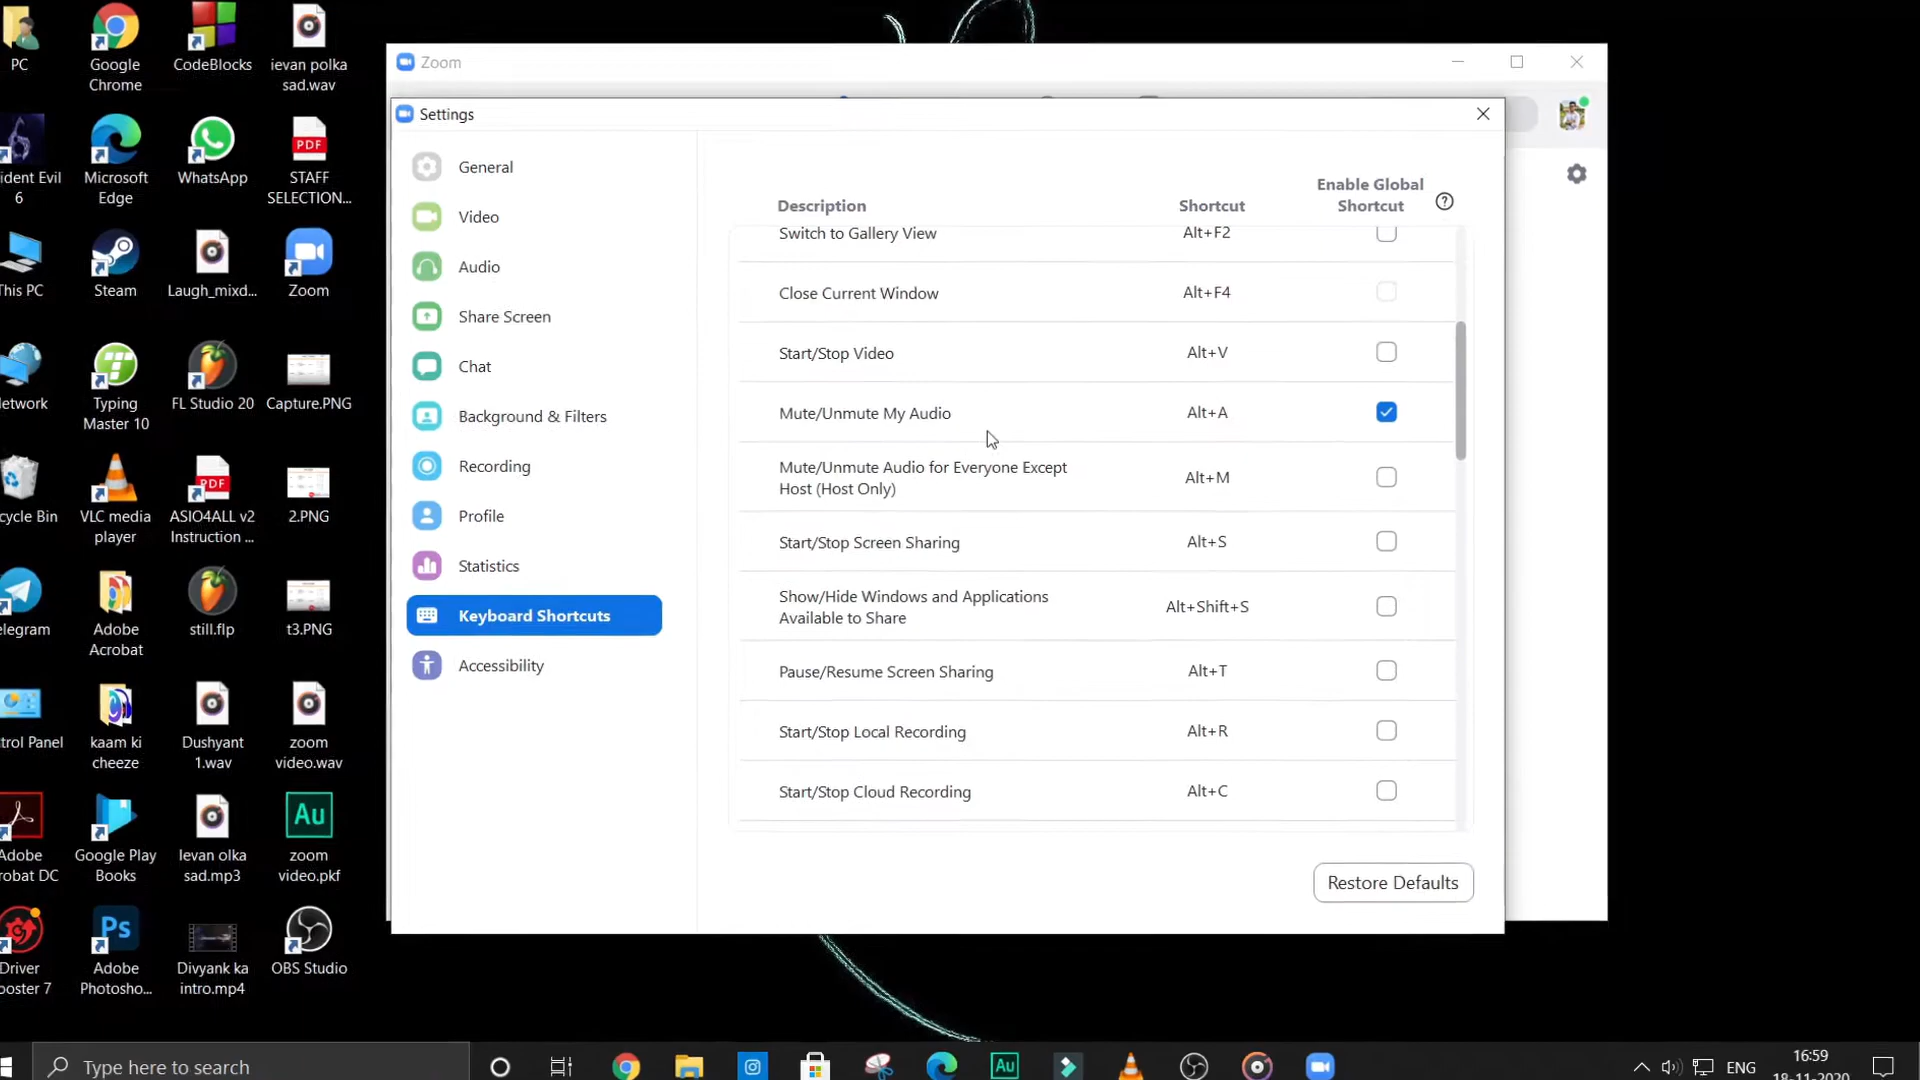 PC
Google
Chrome
CodeBlocks
ievan polka
sad.wav
ident Evil
6
Microsoft
Edge
WhatsApp
PDF
STAFF
SELECTION...
This PC
Steam
Laugh_mixd...
Zoom
etwork
Typing
Master 10
FL Studio 20
Capture.PNG
cycle Bin
VLC media
player
PDF
ASIO4ALL v2
Instruction ...
2.PNG
elegram
Adobe
Acrobat
still.flp
t3.PNG
trol Panel
kaam ki
cheeze
Dushyant
1.wav
zoom
video.wav
Adobe
robat DC
Google Play
Books
Ievan olka
sad.mp3
Au
zoom
video.pkf
Driver
ooster 7
Ps
Adobe
Photosho...
Divyank ka
intro.mp4
OBS Studio
Zoom
Settings
General
Video
Audio
Share Screen
Chat
Background & Filters
Recording
Profile
Statistics
Keyboard Shortcuts
Accessibility
Description Shortcut Enable Global
Shortcut ?
Switch to Gallery View Alt+F2
Close Current Window Alt+F4
Start/Stop Video Alt+V
Mute/Unmute My Audio Alt+A
Mute/Unmute Audio for Everyone Except
Host (Host Only) Alt+M
Start/Stop Screen Sharing Alt+S
Show/Hide Windows and Applications
Available to Share Alt+Shift+S
Pause/Resume Screen Sharing Alt+T
Start/Stop Local Recording Alt+R
Start/Stop Cloud Recording Alt+C
Restore Defaults
Type here to search
Au
ENG
16:59
18-11-2020